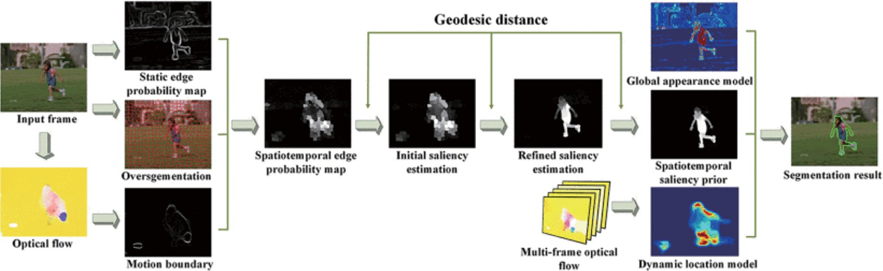 Geodesic distance
Static edge
probability map
Global appearance model
Input frame
Oversgementation
Spatiotemporal edge
probability map
Initial saliency
estimation
Refined saliency
estimation
Spatiotemporal
saliency prior
Segmentation result
Optical flow
Motion boundary
Multi-frame optical
flow
Dynamic location model